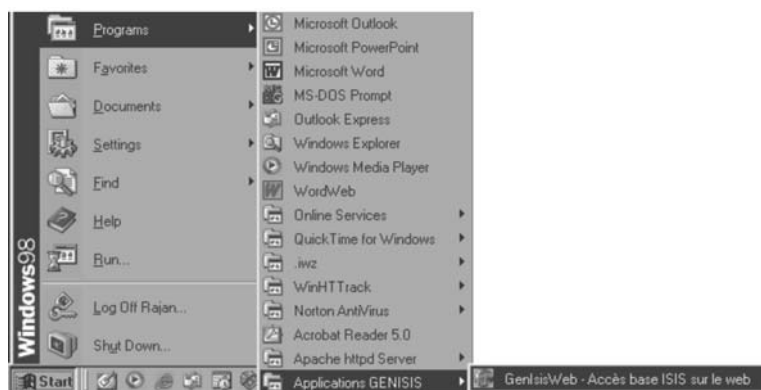 Programs
Favorites
Documents
Settings
Find
Help
Run...
Log Off Rajan...
Shut Down...
Windows98
Start
Microsoft Outlook
Microsoft PowerPoint
Microsoft Word
MS-DOS Prompt
Outlook Express
Windows Explorer
Windows Media Player
WordWeb
Online Services
QuickTime for Windows
.iwz
WinHTTrack
Norton AntiVirus
Acrobat Reader 5.0
Apache httpd Server
Applications GENISIS
GenIsisWeb - Accès base ISIS sur le web